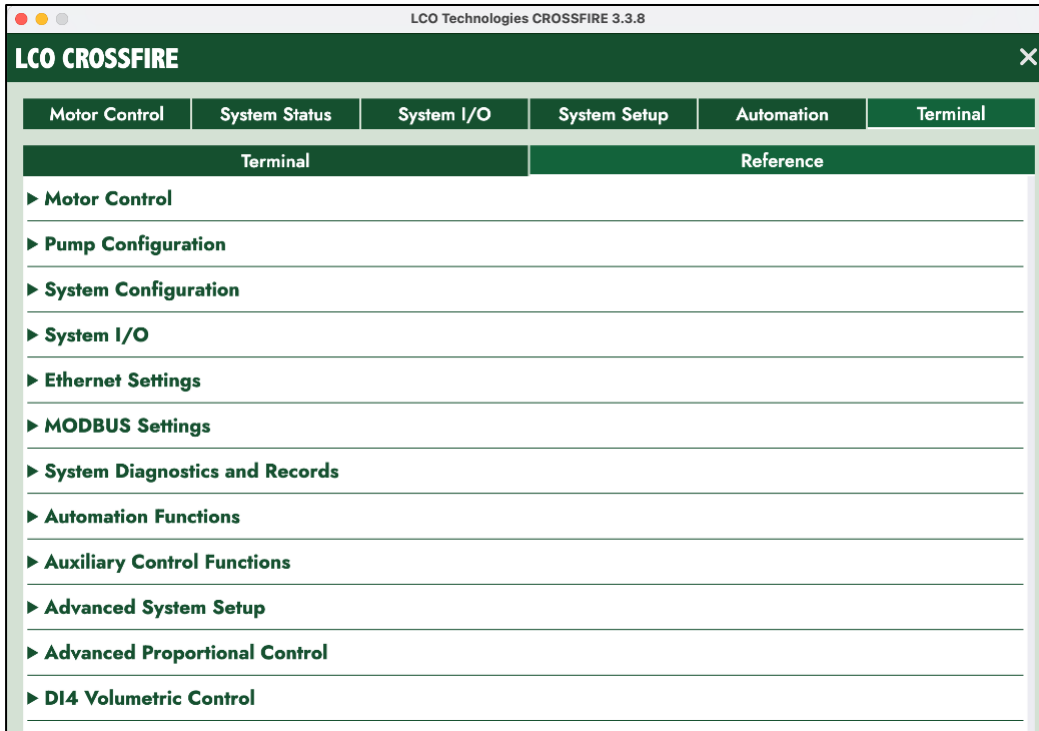 LCO Technologies CROSSFIRE 3.3.8
LCO CROSSFIRE
Motor Control System Status System I/O System Setup Automation Terminal
Terminal Reference
Motor Control
Pump Configuration
System Configuration
System I/O
Ethernet Settings
MODBUS Settings
System Diagnostics and Records
Automation Functions
Auxiliary Control Functions
Advanced System Setup
Advanced Proportional Control
DI4 Volumetric Control